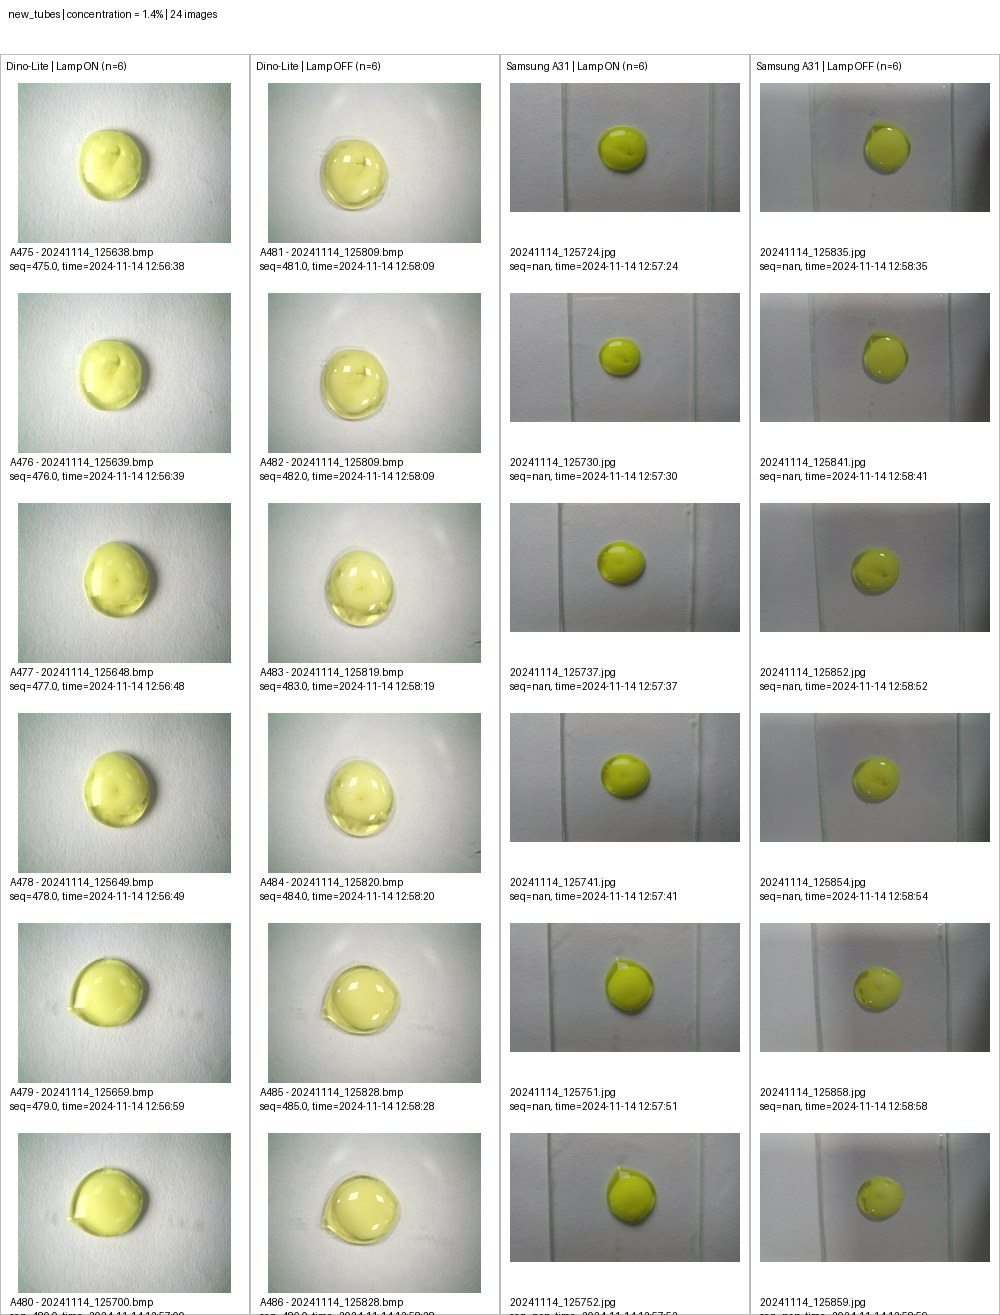 new_tubes | concentration = 1.4% | 24 images
Dino-Lite | Lamp ON (n=6)
Dino-Lite | Lamp OFF (n=6)
Samsung A31 | Lamp ON (n=6)
Samsung A31 | Lamp OFF (n=6)
A475 - 20241114_125638.bmp
seq=475.0, time=2024-11-14 12:56:38
A481 - 20241114_125809.bmp
seq=481.0, time=2024-11-14 12:58:09
20241114_125724.jpg
seq=nan, time=2024-11-14 12:57:24
20241114_125835.jpg
seq=nan, time=2024-11-14 12:58:35
A476 - 20241114_125639.bmp
seq=476.0, time=2024-11-14 12:56:39
A482 - 20241114_125809.bmp
seq=482.0, time=2024-11-14 12:58:09
20241114_125730.jpg
seq=nan, time=2024-11-14 12:57:30
20241114_125841.jpg
seq=nan, time=2024-11-14 12:58:41
A477 - 20241114_125648.bmp
seq=477.0, time=2024-11-14 12:56:48
A483 - 20241114_125819.bmp
seq=483.0, time=2024-11-14 12:58:19
20241114_125737.jpg
seq=nan, time=2024-11-14 12:57:37
20241114_125852.jpg
seq=nan, time=2024-11-14 12:58:52
A478 - 20241114_125649.bmp
seq=478.0, time=2024-11-14 12:56:49
A484 - 20241114_125820.bmp
seq=484.0, time=2024-11-14 12:58:20
20241114_125741.jpg
seq=nan, time=2024-11-14 12:57:41
20241114_125854.jpg
seq=nan, time=2024-11-14 12:58:54
A479 - 20241114_125659.bmp
seq=479.0, time=2024-11-14 12:56:59
A485 - 20241114_125828.bmp
seq=485.0, time=2024-11-14 12:58:28
20241114_125751.jpg
seq=nan, time=2024-11-14 12:57:51
20241114_125858.jpg
seq=nan, time=2024-11-14 12:58:58
A480 - 20241114_125700.bmp
A486 - 20241114_125828.bmp
20241114_125752.jpg
20241114_125859.jpg